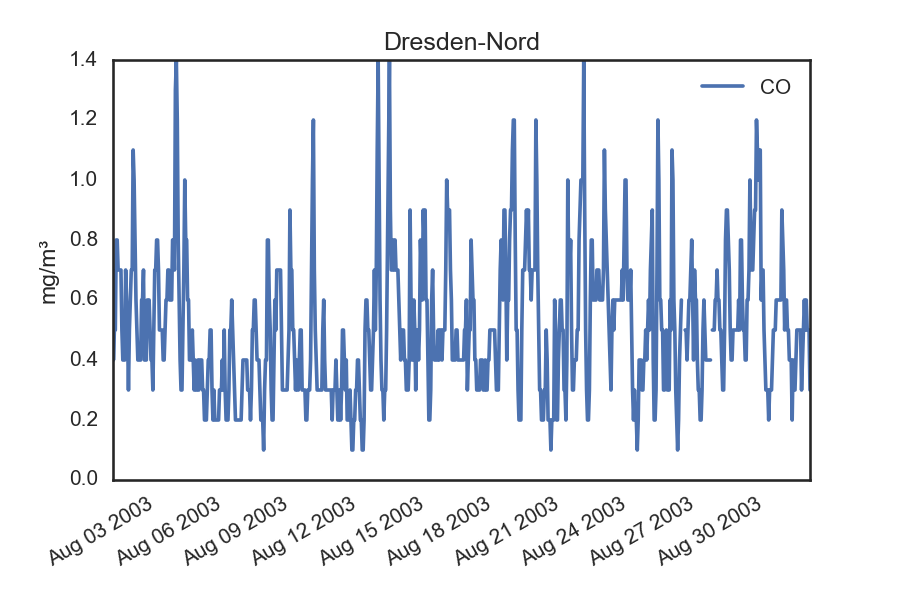 Dresden-Nord
CO
mg/m³
1.4
1.2
1.0
0.8
0.6
0.4
0.2
0.0
Aug 03 2003
Aug 06 2003
Aug 09 2003
Aug 12 2003
Aug 15 2003
Aug 18 2003
Aug 21 2003
Aug 24 2003
Aug 27 2003
Aug 30 2003